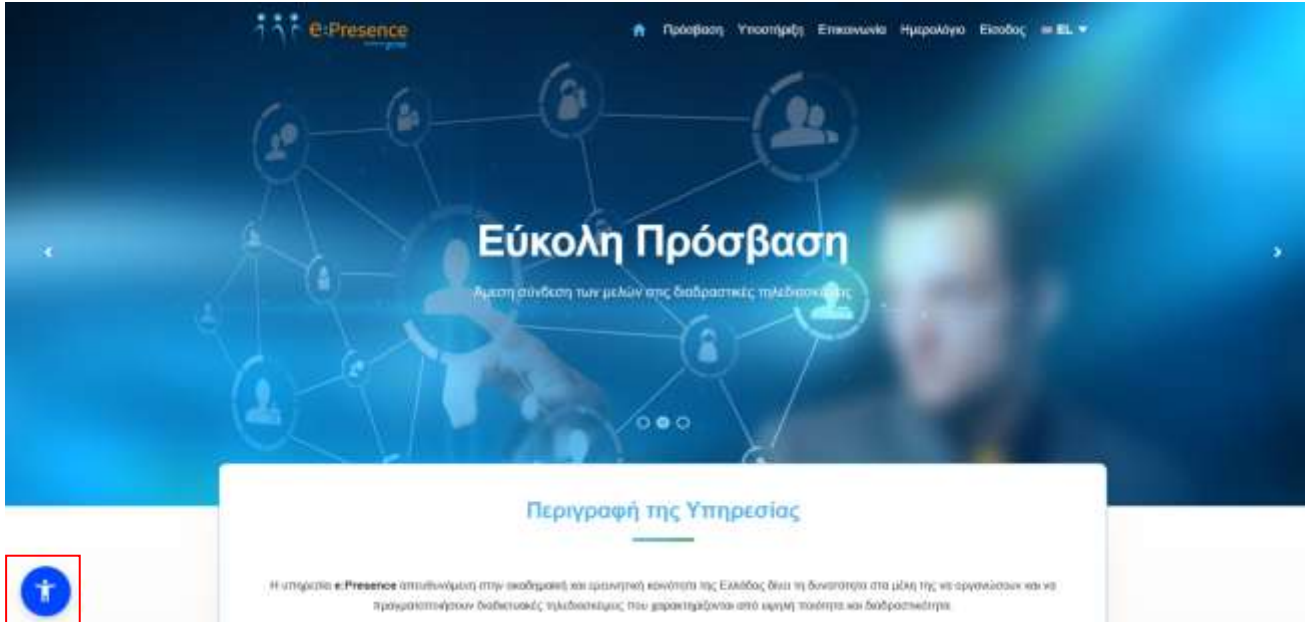 e:Presence
Πρόσβαση Υποστήριξη Επικοινωνία Ημερολόγιο Είσοδος EL
Εύκολη Πρόσβαση
Άμεση σύνδεση των μελών στις διαδραστικές τηλεδιασκέψεις
Περιγραφή της Υπηρεσίας
Η υπηρεσία e:Presence απευθυνόμενη στην ακαδημαϊκή και ερευνητική κοινότητα της Ελλάδος δίνει τη δυνατότητα στα μέλη της να οργανώσουν και να
πραγματοποιήσουν διαδικτυακές τηλεδιασκέψεις που χαρακτηρίζονται από υψηλή ποιότητα και διαδραστικότητα.